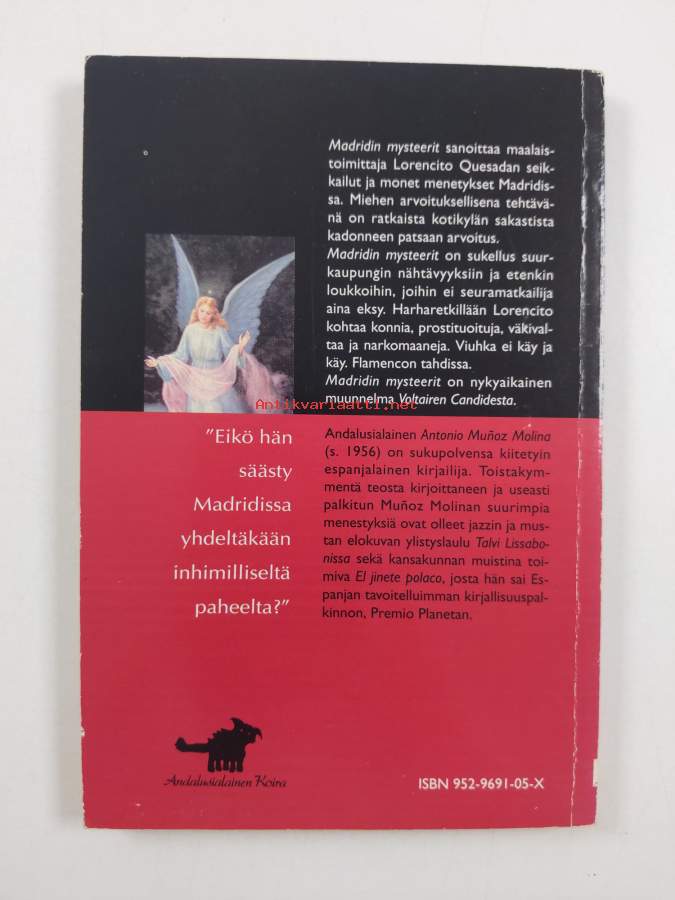 Madridin mysteerit sanoittaa maalais-
toimittaja Lorencito Quesadan seik-
kailut ja monet menetykset Madridis-
sa. Miehen arvoituksellisena tehtävä-
nä on ratkaista kotikylän sakastista
kadonneen patsaan arvoitus.
Madridin mysteerit on sukellus suur-
kaupungin nähtävyyksiin ja etenkin
loukkoihin, joihin ei seuramatkailija
aina eksy. Harharetkillään Lorencito
kohtaa konnia, prostituoituja, väkival-
taa ja narkomaaneja. Viuhka ei käy ja
käy. Flamencon tahdissa.
Madridin mysteerit on nykyaikainen
muunnelma Voltairen Candidesta.
Antikvariaatti.net
"Eikö hän
säästy
Madridissa
yhdeltäkään
inhimilliseltä
paheelta?"
Andalusialainen Antonio Muñoz Molina
(s. 1956) on sukupolvensa kiitetyin
espanjalainen kirjailija. Toistakym-
mentä teosta kirjoittaneen ja useasti
palkitun Muñoz Molinan suurimpia
menestyksiä ovat olleet jazzin ja mus-
tan elokuvan ylistyslaulu Talvi Lissabo-
nissa sekä kansakunnan muistina toi-
miva El jinete polaco, josta hän sai Es-
panjan tavoitelluimman kirjallisuuspal-
kinnon, Premio Planetan.
Andalusialainen Koira
ISBN 952-9691-05-X